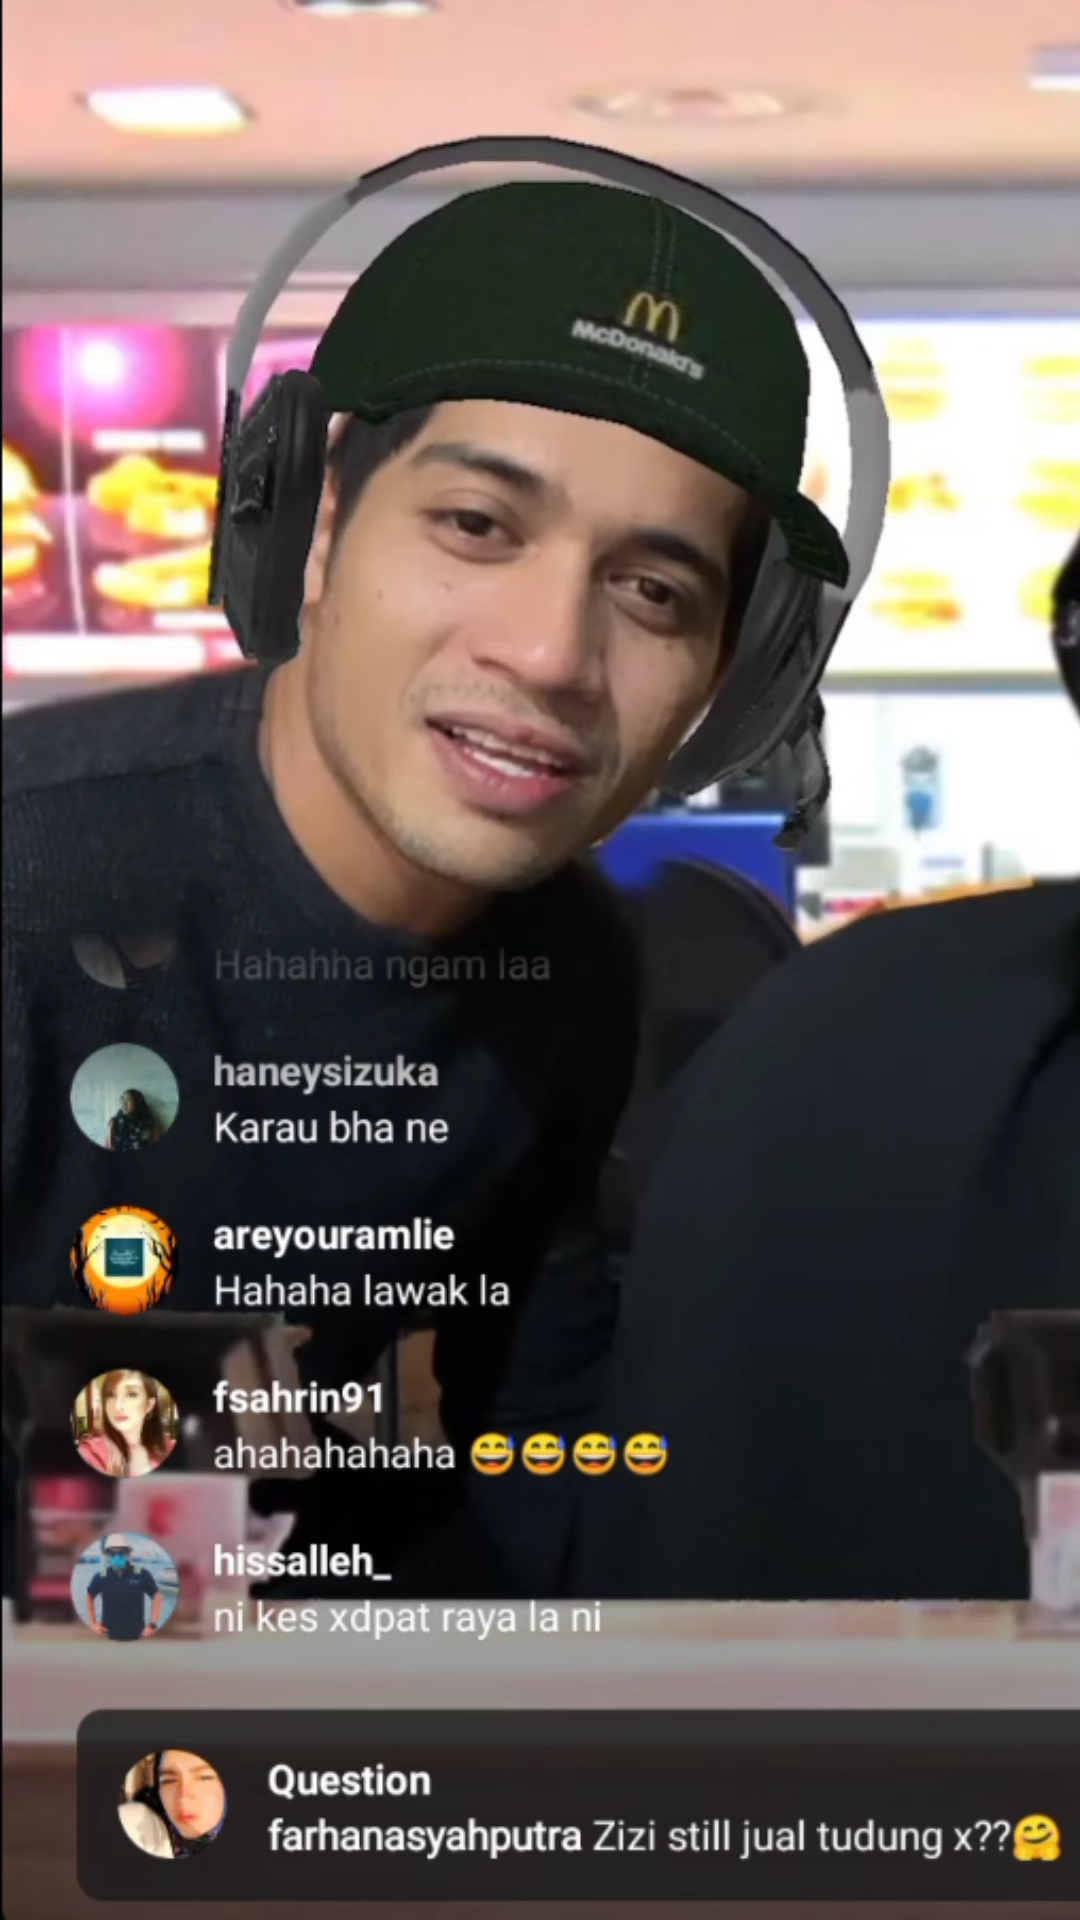 McDonald's
Hahahha ngam laa
haneysizuka
Karau bha ne
areyouramlie
Hahaha lawak la
fsahrin91
ahahahahaha 😅😅😅😅
hissalleh_
ni kes xdpat raya la ni
Question
farhanasyahputra Zizi still jual tudung x??🤗